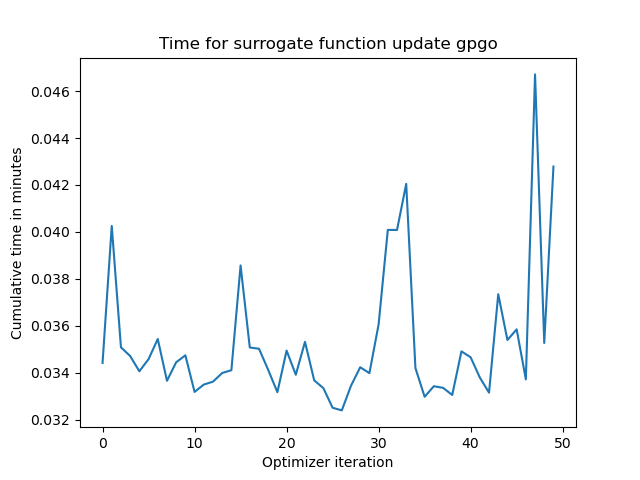 Time for surrogate function update gpgo
Cumulative time in minutes
0.046
0.044
0.042
0.040
0.038
0.036
0.034
0.032
0 10 20 30 40 50
Optimizer iteration